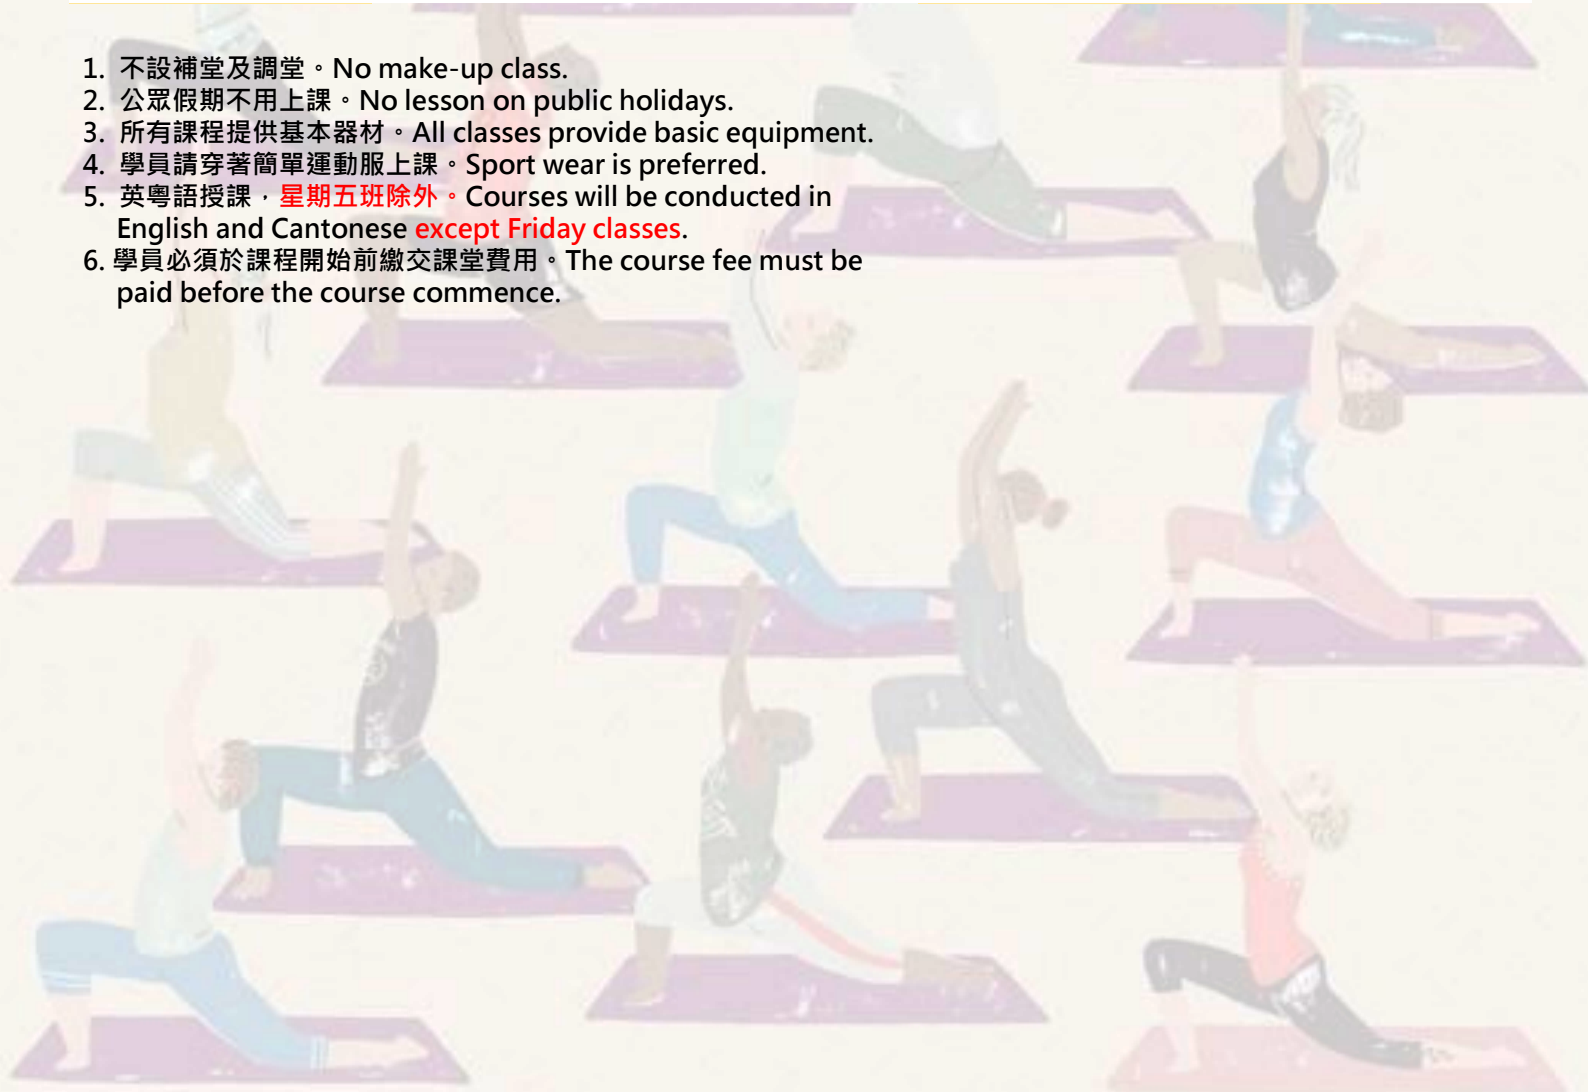 1. 不設補堂及調堂。No make-up class.
2. 公眾假期不用上課。No lesson on public holidays.
3. 所有課程提供基本器材。All classes provide basic equipment.
4. 學員請穿著簡單運動服上課。Sport wear is preferred.
5. 英粵語授課，星期五班除外。Courses will be conducted in
English and Cantonese except Friday classes.
6. 學員必須於課程開始前繳交課堂費用。The course fee must be
paid before the course commence.